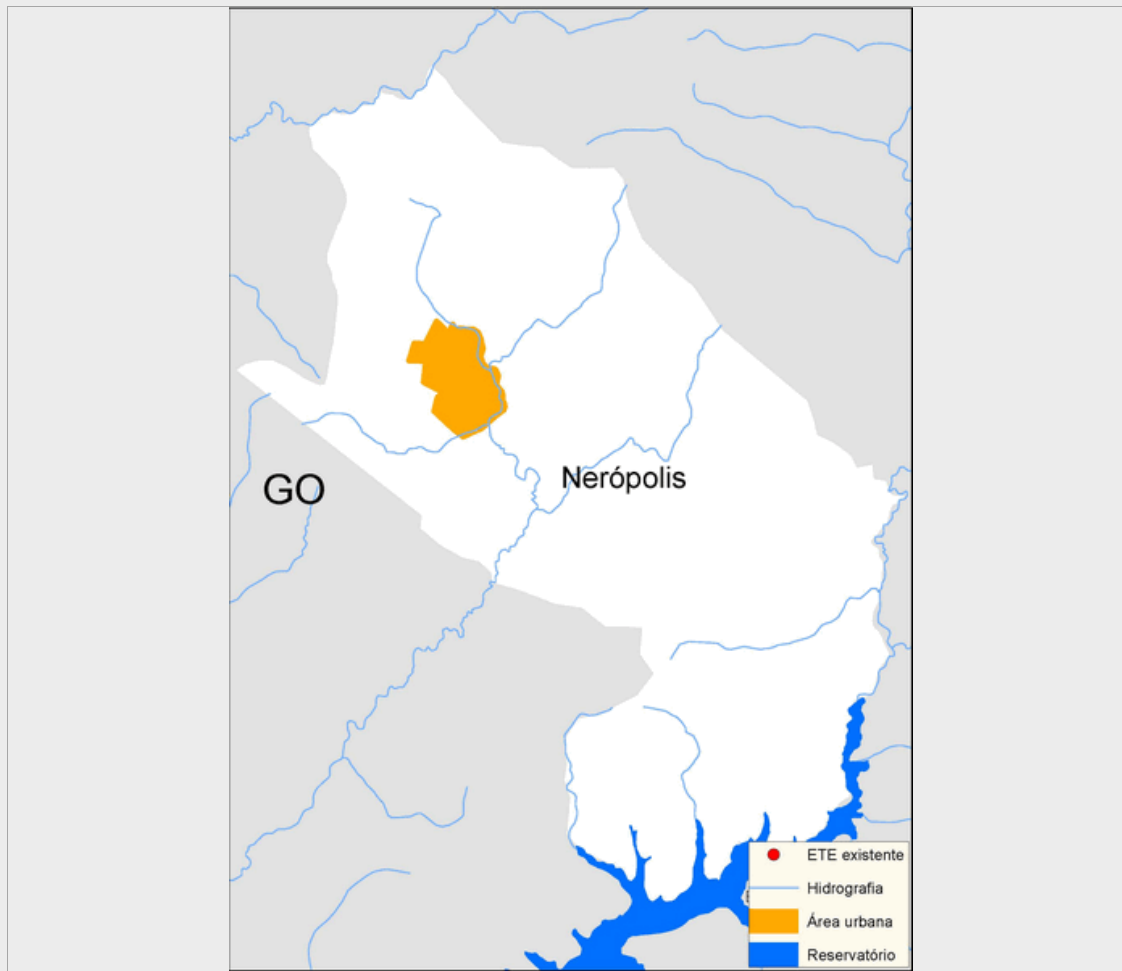 Nerópolis
GO
ETE existente
Hidrografia
Área urbana
Reservatório